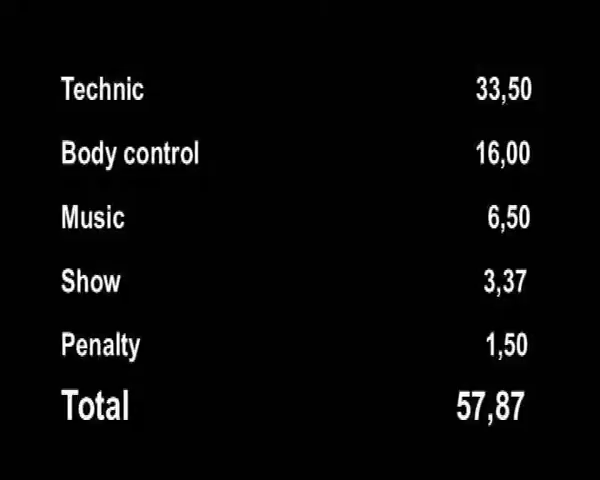 Technic 33,50
Body control 16,00
Music 6,50
Show 3,37
Penalty 1,50
Total 57,87